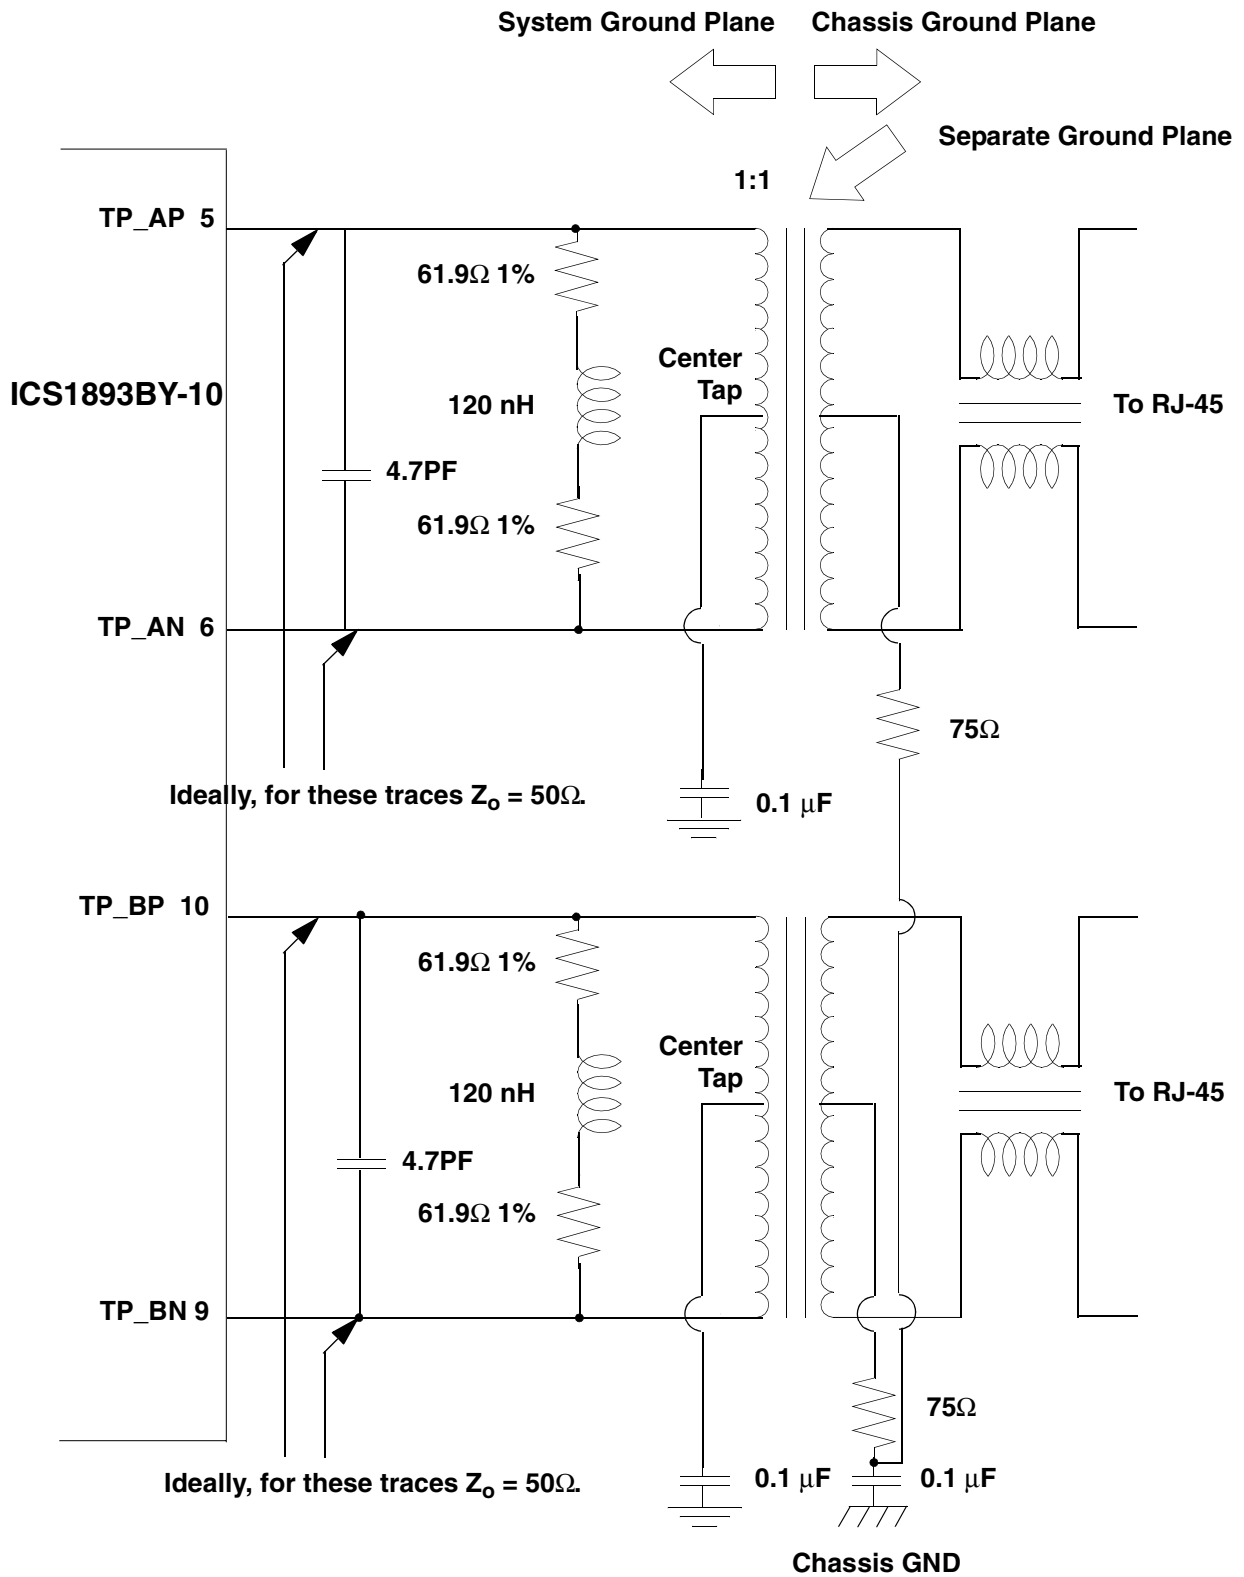 System Ground Plane
Chassis Ground Plane
Separate Ground Plane
1:1
TP_AP 5
61.9Ω 1%
Center
Tap
ICS1893BY-10
120 nH
To RJ-45
4.7PF
61.9Ω 1%
TP_AN 6
75Ω
Ideally, for these traces Zo = 50Ω.
0.1 μF
TP_BP 10
61.9Ω 1%
Center
Tap
120 nH
To RJ-45
4.7PF
61.9Ω 1%
TP_BN 9
75Ω
Ideally, for these traces Zo = 50Ω.
0.1 μF
0.1 μF
Chassis GND